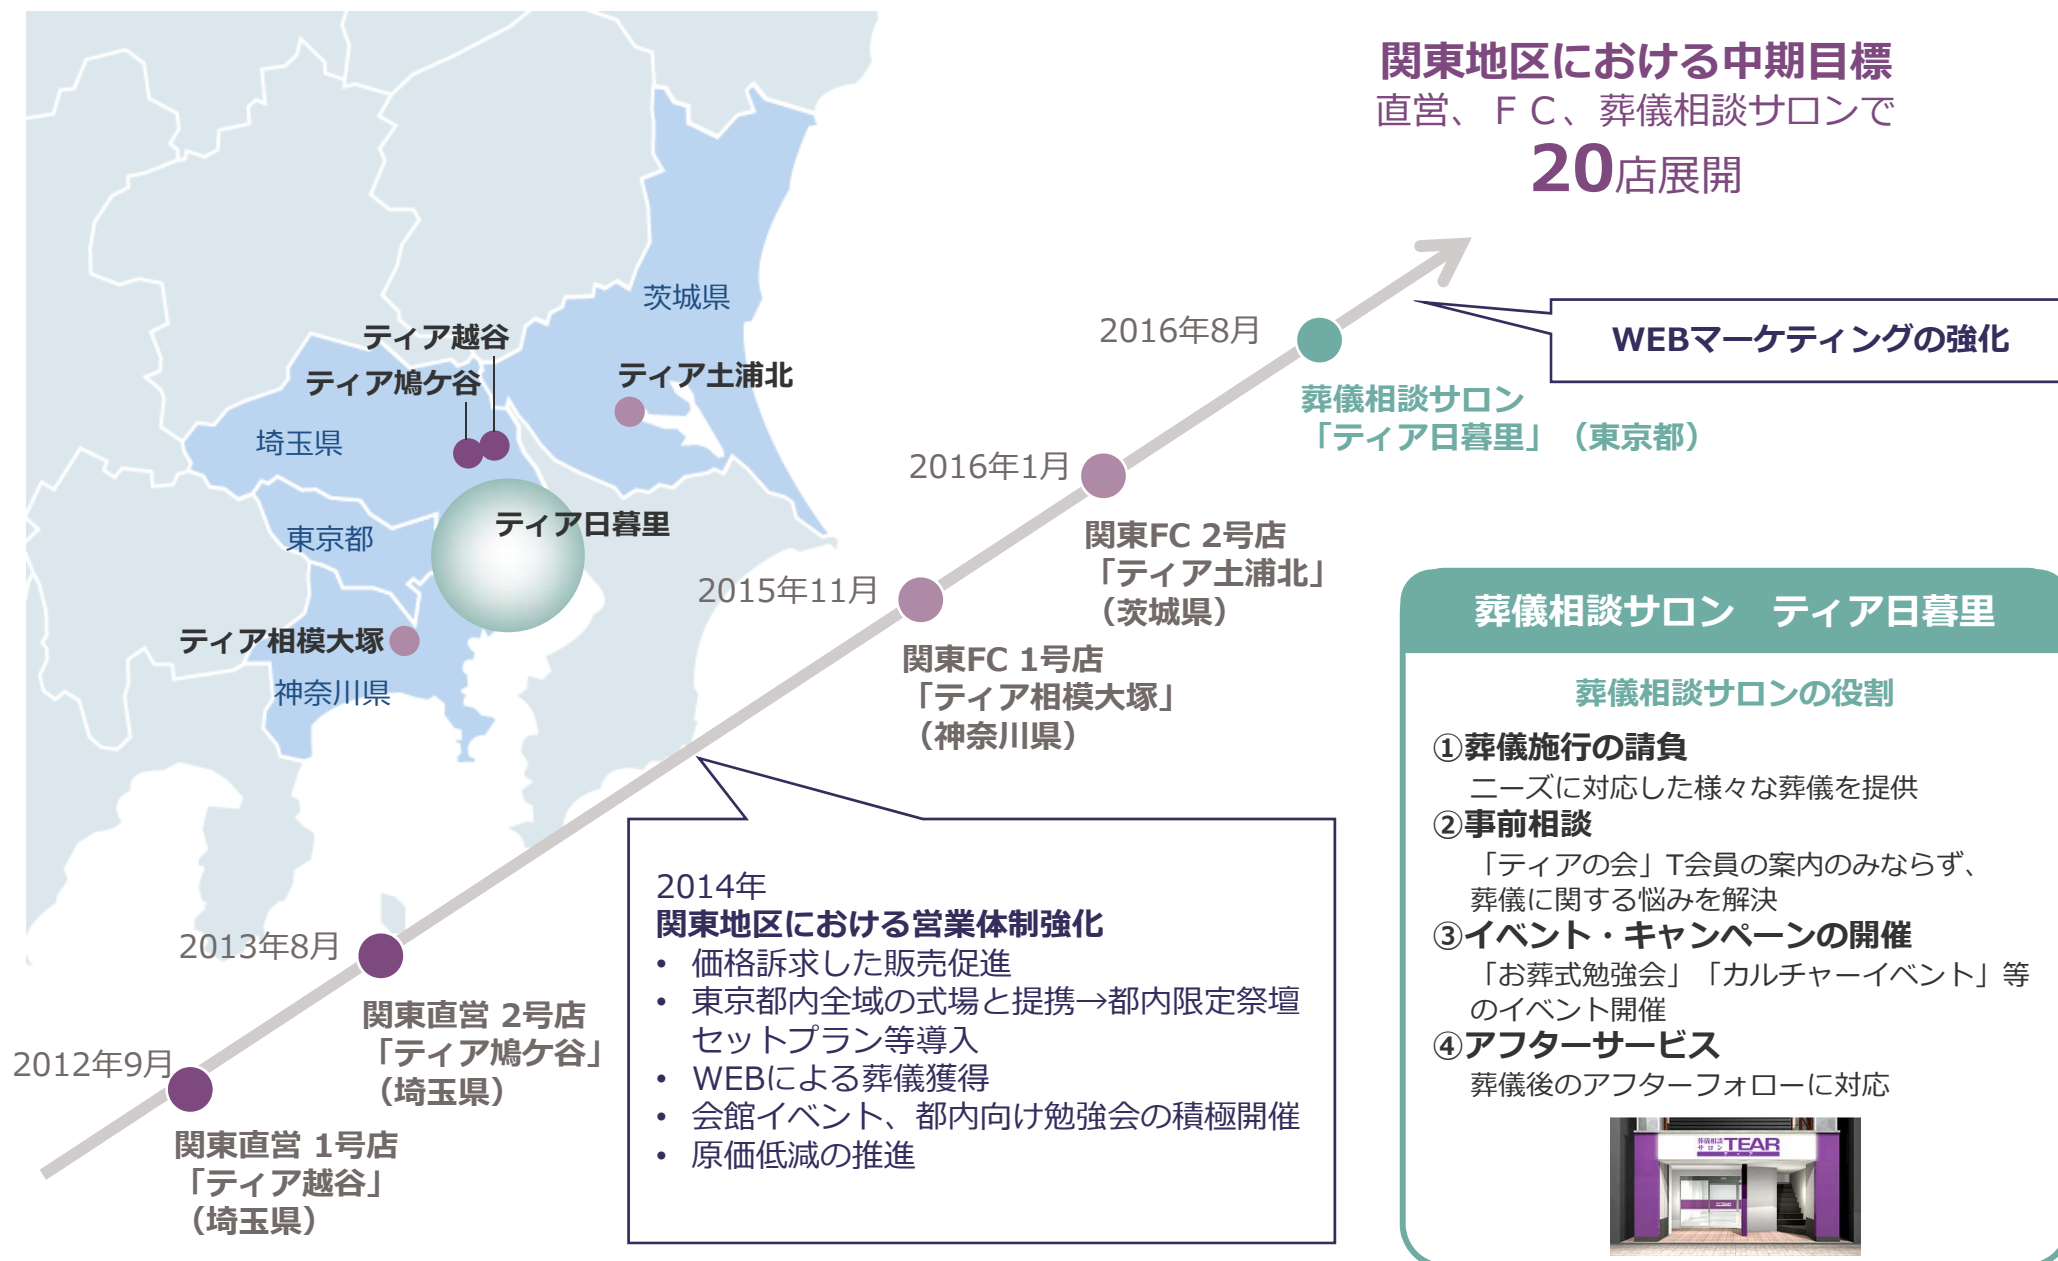 関東地区における中期目標
直営、ＦＣ、葬儀相談サロンで
20店展開
茨城県
ティア越谷
ティア鳩ケ谷
ティア土浦北
埼玉県
東京都
ティア日暮里
ティア相模大塚
神奈川県
WEBマーケティングの強化
2016年8月
葬儀相談サロン
「ティア日暮里」（東京都）
2016年1月
関東FC 2号店
「ティア土浦北」
（茨城県）
2015年11月
関東FC 1号店
「ティア相模大塚」
（神奈川県）
2014年
関東地区における営業体制強化
• 価格訴求した販売促進
• 東京都内全域の式場と提携→都内限定祭壇
セットプラン等導入
• WEBによる葬儀獲得
• 会館イベント、都内向け勉強会の積極開催
• 原価低減の推進
2013年8月
関東直営 2号店
「ティア鳩ケ谷」
（埼玉県）
2012年9月
関東直営 1号店
「ティア越谷」
（埼玉県）
葬儀相談サロン　ティア日暮里
葬儀相談サロンの役割
①葬儀施行の請負
ニーズに対応した様々な葬儀を提供
②事前相談
「ティアの会」T会員の案内のみならず、
葬儀に関する悩みを解決
③イベント・キャンペーンの開催
「お葬式勉強会」「カルチャーイベント」等
のイベント開催
④アフターサービス
葬儀後のアフターフォローに対応
葬儀相談
サロン TEAR
ティア